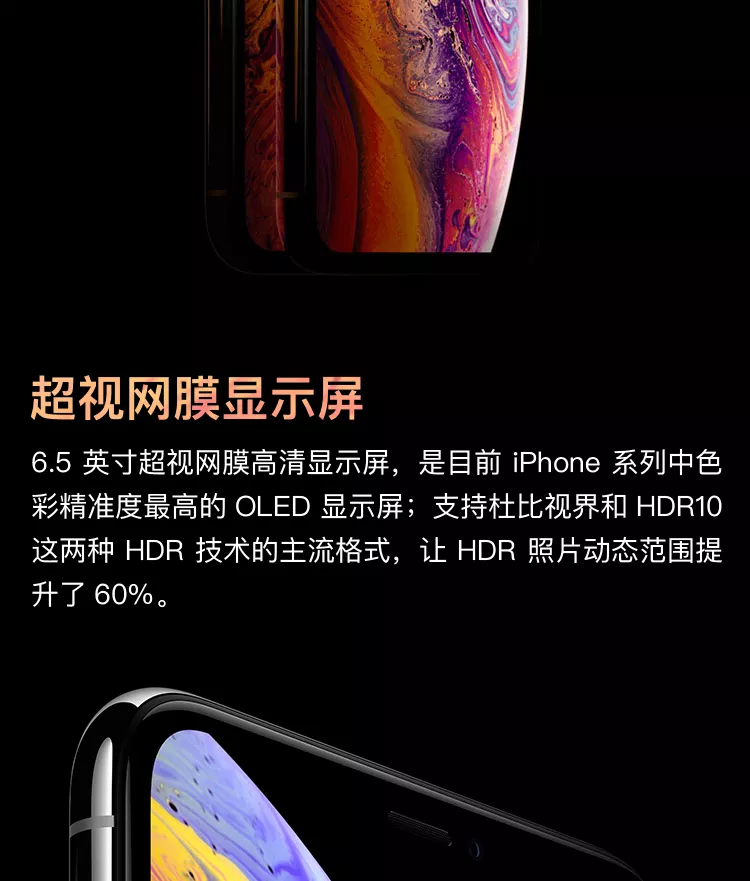 超视网膜显示屏
6.5 英寸超视网膜高清显示屏，是目前 iPhone 系列中色
彩精准度最高的 OLED 显示屏；支持杜比视界和 HDR10
这两种 HDR 技术的主流格式，让 HDR 照片动态范围提
升了 60%。